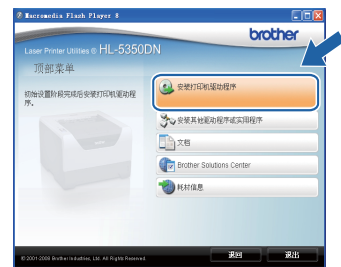 Macromedia Flash Player 8
brother
Laser Printer Utilities @ HL-5350DN
顶部菜单
初始设置阶段完成后安装打印机驱动程
序。
安装打印机驱动程序
安装其他驱动程序或实用程序
文档
Brother Solutions Center
耗材信息
© 2001-2009 Brother Industries, Ltd. All Rights Reserved.
返回
退出